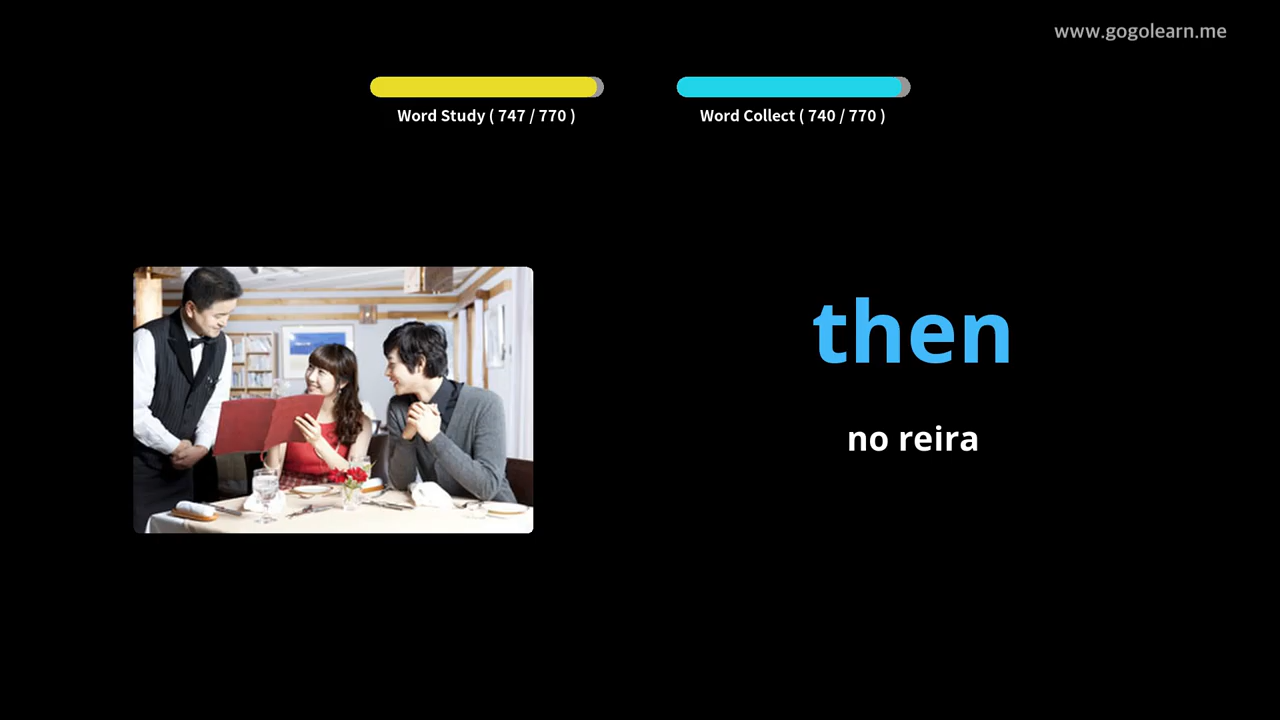 www.gogolearn.me
Word Study ( 747 / 770 )
Word Collect ( 740 / 770 )
then
no reira